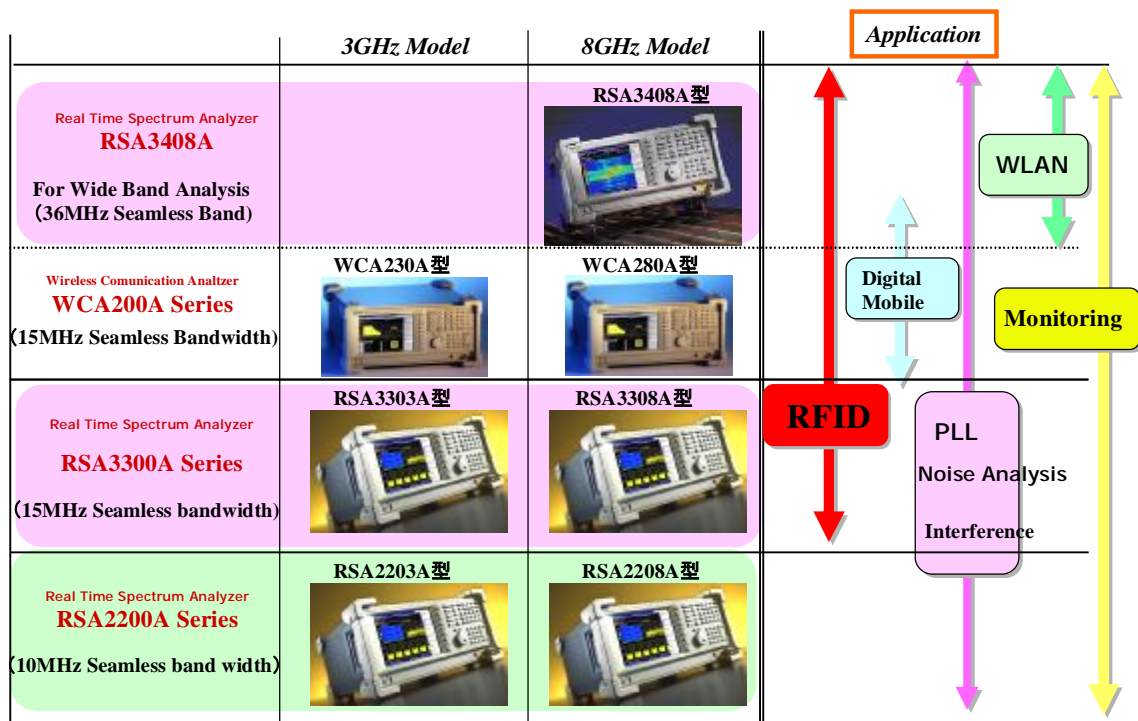 3GHz Model
8GHz Model
Application
Real Time Spectrum Analyzer
RSA3408A
For Wide Band Analysis
(36MHz Seamless Band)
RSA3408A型
WLAN
Wireless Comunication Analtzer
WCA200A Series
(15MHz Seamless Bandwidth)
WCA230A型
WCA280A型
Digital
Mobile
Monitoring
Real Time Spectrum Analyzer
RSA3300A Series
(15MHz Seamless bandwidth)
RSA3303A型
RSA3308A型
RFID
PLL
Noise Analysis
Interference
Real Time Spectrum Analyzer
RSA2200A Series
(10MHz Seamless band width)
RSA2203A型
RSA2208A型